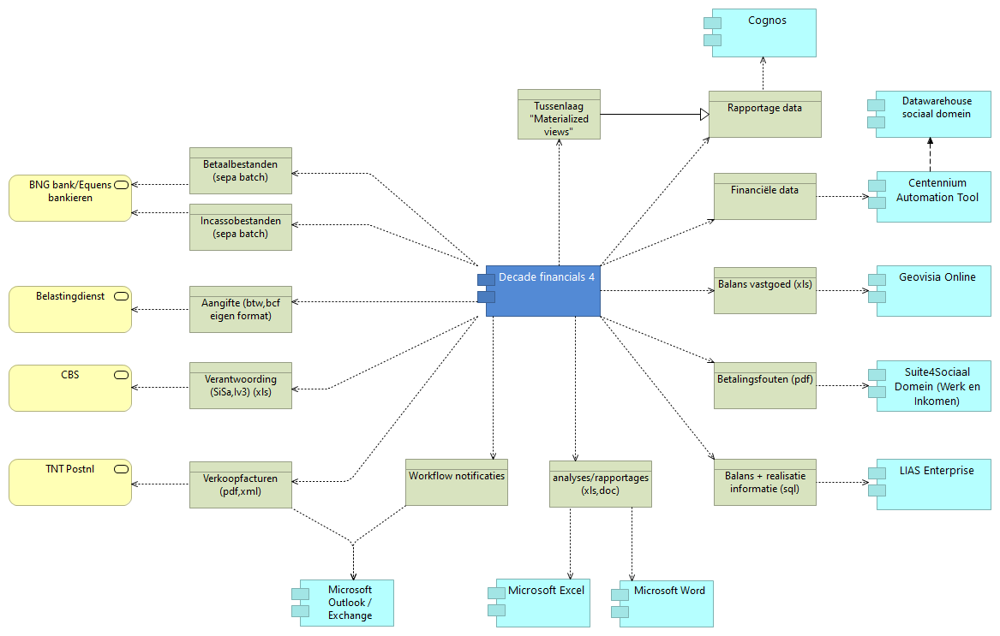 Cognos
Tussenlaag
"Materialized
views"
Rapportage data
Datawarehouse
sociaal domein
Betaalbestanden
(sepa batch)
BNG bank/Equens
bankieren
Incassobestanden
(sepa batch)
Financiële data
Centennium
Automation Tool
Decade financials 4
Belastingdienst
Aangifte (btw,bcf
eigen format)
Balans vastgoed (xls)
Geovisia Online
CBS
Verantwoording
(SiSa,Iv3) (xls)
Betalingsfouten (pdf)
Suite4Sociaal
Domein (Werk en
Inkomen)
TNT Postnl
Verkoopfacturen
(pdf,xml)
Workflow notificaties
analyses/rapportages
(xls,doc)
Balans + realisatie
informatie (sql)
LIAS Enterprise
Microsoft
Outlook /
Exchange
Microsoft Excel
Microsoft Word